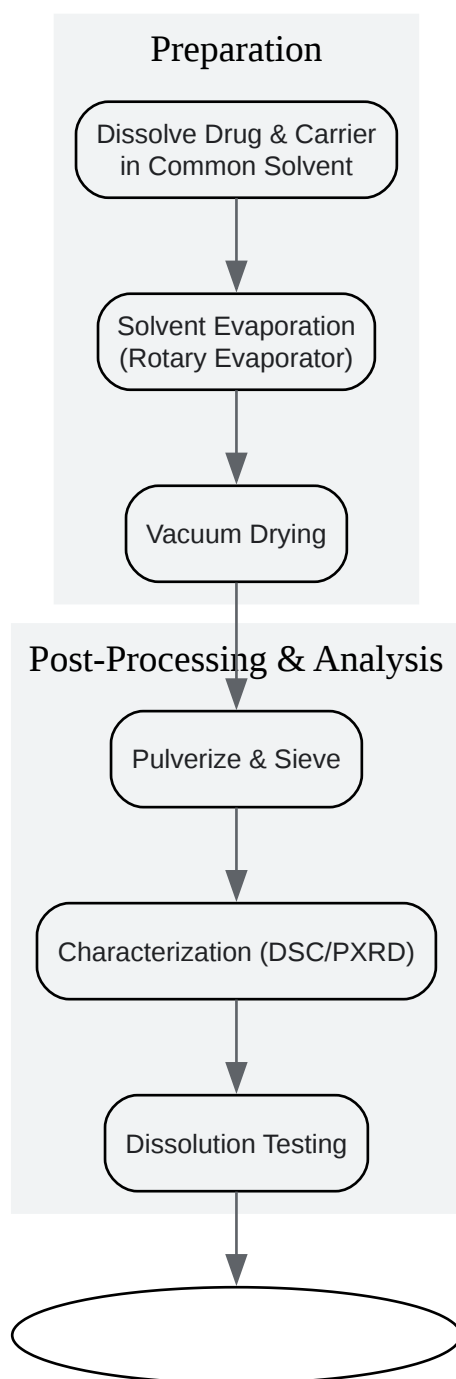 Preparation
Dissolve Drug & Carrier
in Common Solvent
Solvent Evaporation
(Rotary Evaporator)
Vacuum Drying
Post-Processing & Analysis
Pulverize & Sieve
Characterization (DSC/PXRD)
Dissolution Testing